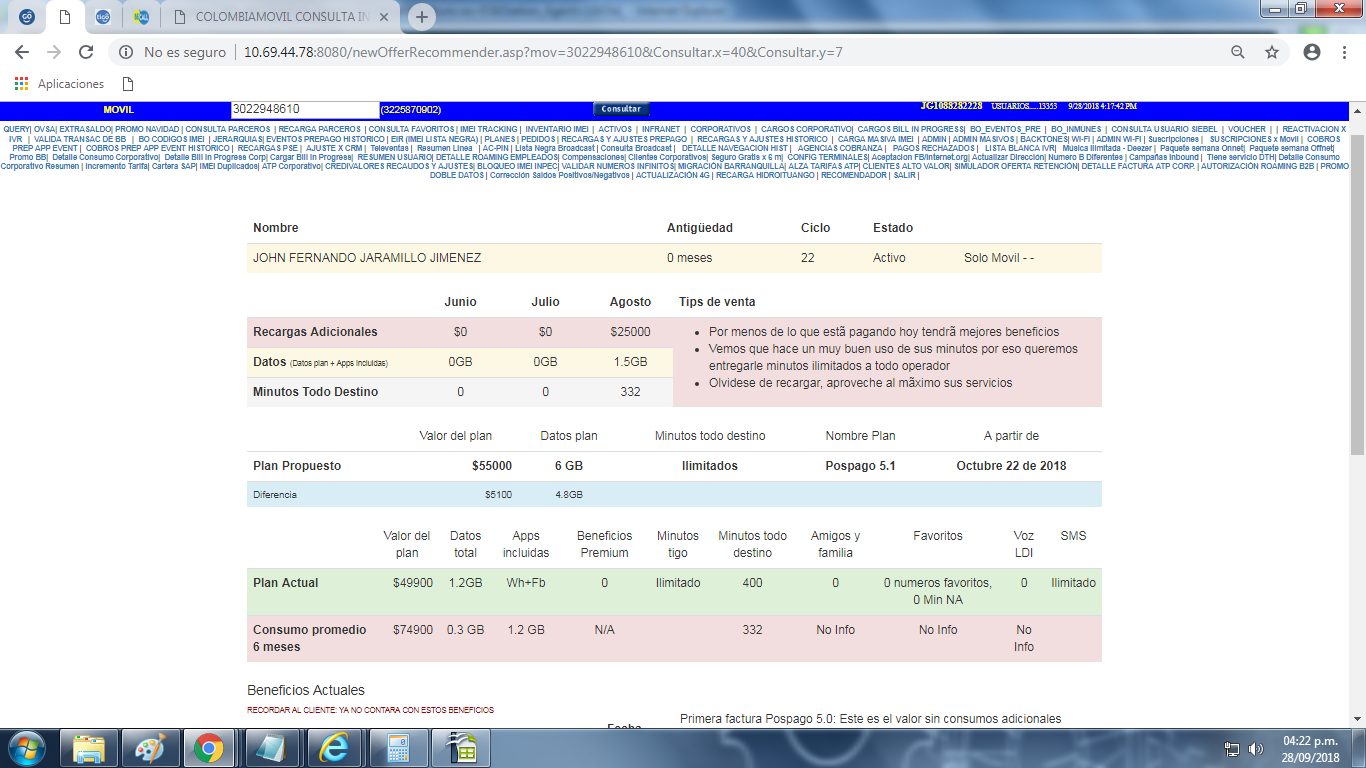 COLOMBIAMOVIL CONSULTA IN
No es seguro | 10.69.44.78:8080/newOfferRecommender.asp?mov=3022948610&Consultar.x=40&Consultar.y=7
Aplicaciones
MOVIL 3022948610 (3225870902) Consultar JG1088282228 USUARIOS.....13353 9/28/2018 4:17:42 PM
QUERY| OVSA| EXTRASALDO| PROMO NAVIDAD | CONSULTA PARCEROS | RECARGA PARCEROS | CONSULTA FAVORITOS | IMEI TRACKING | INVENTARIO IMEI | ACTIVOS | INFRANET | CORPORATIVOS | CARGOS CORPORATIVO| CARGOS BILL IN PROGRESS| BO_EVENTOS_PRE | BO_INMUNES | CONSULTA USUARIO SIEBEL | VOUCHER | | REACTIVACION X
IVR | VALIDA TRANSAC DE BB | BO CODIGOS IMEI | JERARQUIAS| EVENTOS PREPAGO HISTORICO | EIR (IMEI LISTA NEGRA) | PLANES | PEDIDOS | RECARGAS Y AJUSTES PREPAGO | RECARGAS Y AJUSTES HISTORICO | CARGA MASIVA IMEI | ADMIN | ADMIN MASIVOS | BACKTONES| Wi-Fi | ADMIN Wi-Fi | Suscripciones | SUSCRIPCIONES x Movil | COBROS
PREP APP EVENT | COBROS PREP APP EVENT HISTORICO | RECARGAS PSE | AJUSTE X CRM | Televentas | Resumen Linea | AC-PIN | Lista Negra Broadcast | Consulta Broadcast | DETALLE NAVEGACION HIST | AGENCIAS COBRANZA | PAGOS RECHAZADOS | LISTA BLANCA IVR| Música Ilimitada - Deezer | Paquete semana Onnet| Paquete semana Offnet|
Promo BB| Detalle Consumo Corporativo| Detalle Bill In Progress Corp| Cargar Bill In Progress| RESUMEN USUARIO| DETALLE ROAMING EMPLEADOS| Compensaciones| Clientes Corporativos| Seguro Gratis x 6 m| CONFIG TERMINALES| Aceptacion FB/Internet.org| Actualizar Dirección| Numero B Diferentes | Campañas Inbound | Tiene servicio DTH| Detalle Consumo
Corporativo Resumen | Incremento Tarifa| Cartera SAP| IMEI Duplicados| ATP Corporativo| CREDIVALORES RECAUDOS Y AJUSTES| BLOQUEO IMEI INPEC| VALIDAR NUMEROS INFINITOS| MIGRACIÓN BARRANQUILLA| ALZA TARIFAS ATP| CLIENTES ALTO VALOR| SIMULADOR OFERTA RETENCIÓN| DETALLE FACTURA ATP CORP. | AUTORIZACIÓN ROAMING B2B | PROMO
DOBLE DATOS | Corrección Saldos Positivos/Negativos | ACTUALIZACIÓN 4G | RECARGA HIDROITUANGO | RECOMENDADOR | SALIR |
Nombre Antigüedad Ciclo Estado
JOHN FERNANDO JARAMILLO JIMENEZ 0 meses 22 Activo Solo Movil - -
Junio Julio Agosto Tips de venta
Recargas Adicionales $0 $0 $25000
Datos (Datos plan + Apps incluidas) 0GB 0GB 1.5GB
Minutos Todo Destino 0 0 332
• Por menos de lo que estã pagando hoy tendrã mejores beneficios
• Vemos que hace un muy buen uso de sus minutos por eso queremos
entregarle minutos ilimitados a todo operador
• Olvidese de recargar, aproveche al mãximo sus servicios
Valor del plan Datos plan Minutos todo destino Nombre Plan A partir de
Plan Propuesto $55000 6 GB Ilimitados Pospago 5.1 Octubre 22 de 2018
Diferencia $5100 4.8GB
Valor del plan Datos total Apps incluidas Beneficios Premium Minutos tigo Minutos todo destino Amigos y familia Favoritos Voz LDI SMS
Plan Actual $49900 1.2GB Wh+Fb 0 Ilimitado 400 0 0 numeros favoritos, 0 Min NA 0 Ilimitado
Consumo promedio 6 meses $74900 0.3 GB 1.2 GB N/A 332 No Info No Info No Info
Beneficios Actuales
RECORDAR AL CLIENTE: YA NO CONTARA CON ESTOS BENEFICIOS
Fecha
Primera factura Pospago 5.0: Este es el valor sin consumos adicionales
04:22 p.m.
28/09/2018